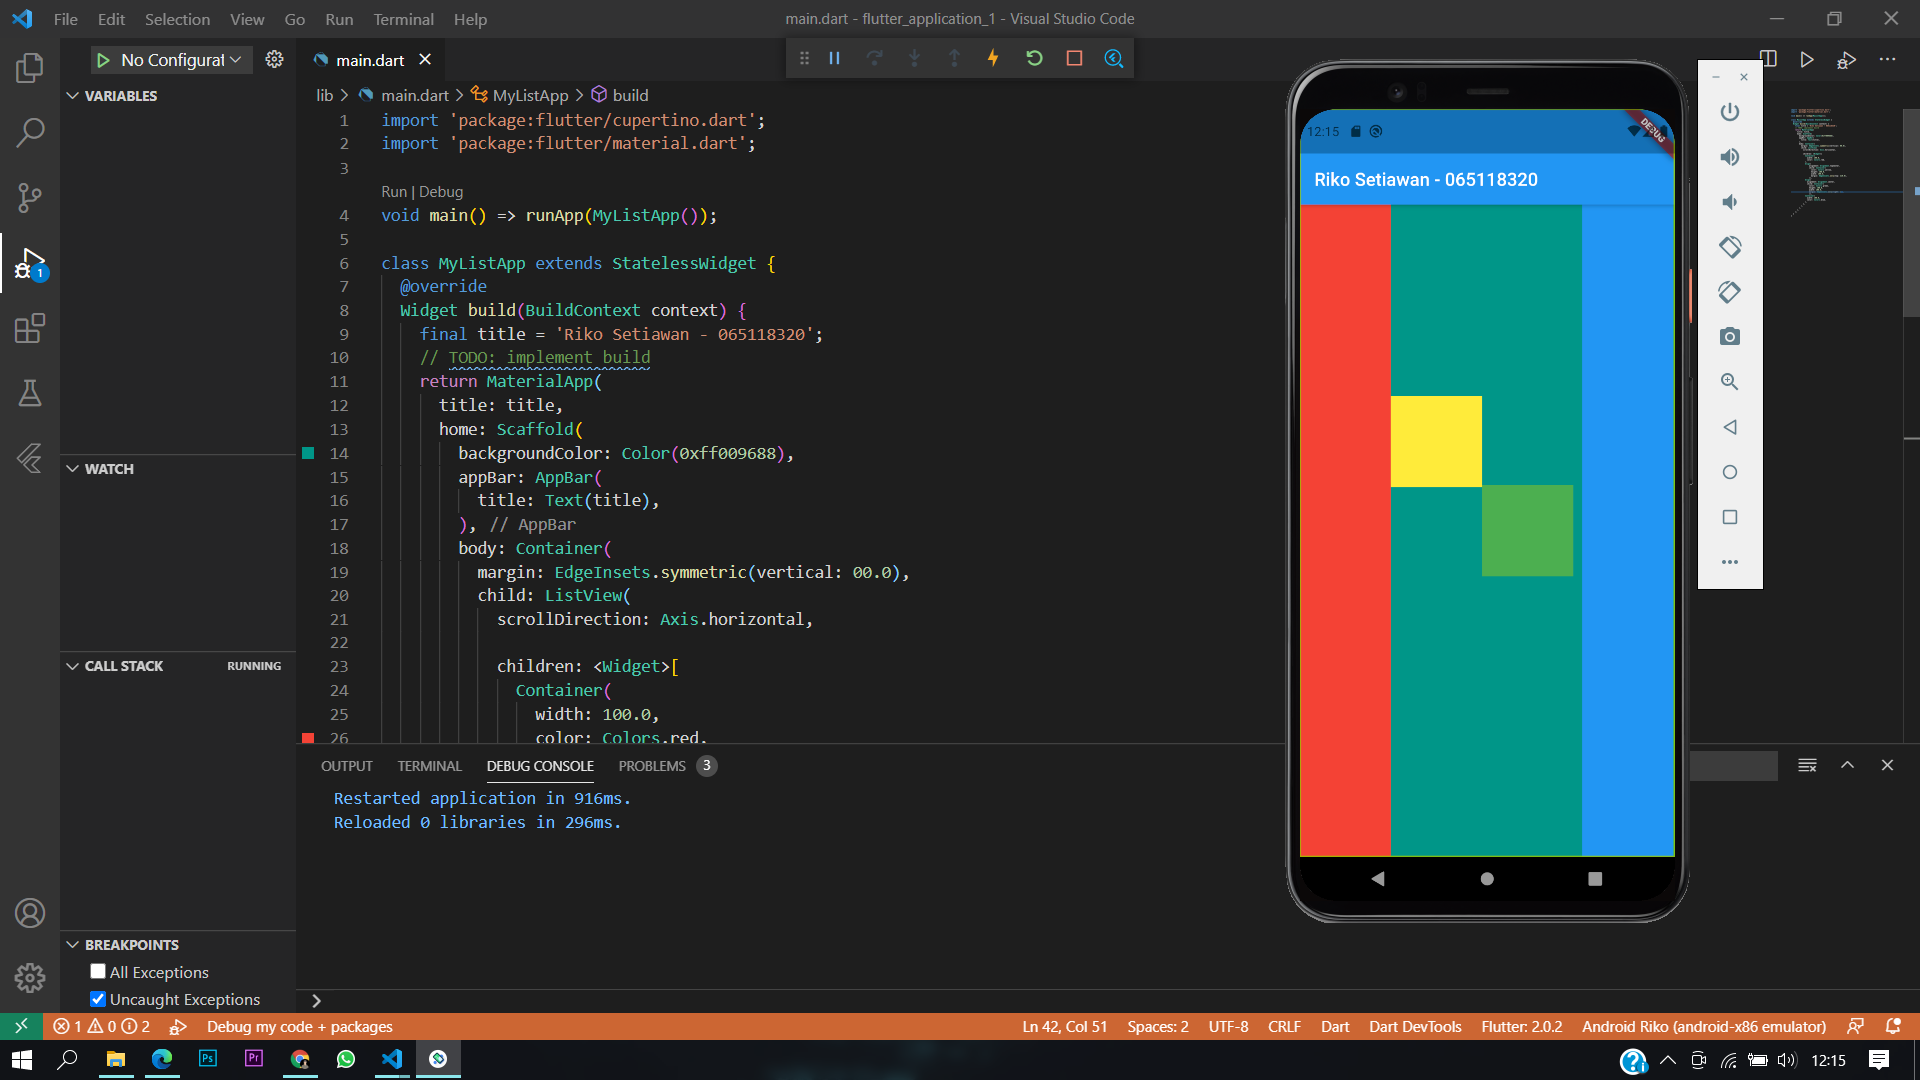 File Edit Selection View Go Run Terminal Help
main.dart - flutter_application_1 - Visual Studio Code
No Configurat
main.dart
lib > main.dart > MyListApp > build
VARIABLES
WATCH
CALL STACK RUNNING
BREAKPOINTS
All Exceptions
Uncaught Exceptions
1
1 import 'package:flutter/cupertino.dart';
2 import 'package:flutter/material.dart';
3
Run | Debug
4 void main() => runApp(MyListApp());
5
6 class MyListApp extends StatelessWidget {
7 @override
8 Widget build(BuildContext context) {
9 final title = 'Riko Setiawan - 065118320';
10 // TODO: implement build
11 return MaterialApp(
12 title: title,
13 home: Scaffold(
14 backgroundColor: Color(0xff009688),
15 appBar: AppBar(
16 title: Text(title),
17 ), // AppBar
18 body: Container(
19 margin: EdgeInsets.symmetric(vertical: 00.0),
20 child: ListView(
21 scrollDirection: Axis.horizontal,
22
23 children: <Widget>[
24 Container(
25 width: 100.0,
26 color: Colors.red,
OUTPUT TERMINAL DEBUG CONSOLE PROBLEMS 3
Restarted application in 916ms.
Reloaded 0 libraries in 296ms.
12:15
DEBUG
Riko Setiawan - 065118320
1 0 2 Debug my code + packages
Ln 42, Col 51 Spaces: 2 UTF-8 CRLF Dart Dart DevTools Flutter: 2.0.2 Android Riko (android-x86 emulator)
Ps Pr
12:15